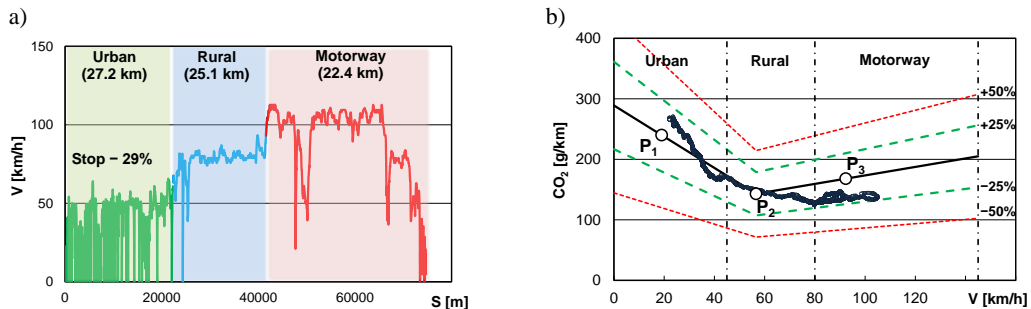 a)
Urban
(27.2 km)
Rural
(25.1 km)
Motorway
(22.4 km)
Stop − 29%
V [km/h]
150
100
50
0
0
20000
40000
60000
S [m]
b)
CO2 [g/km]
400
300
200
100
0
Urban
Rural
Motorway
+50%
+25%
−25%
−50%
P1
P2
P3
0
20
40
60
80
100
120
V [km/h]